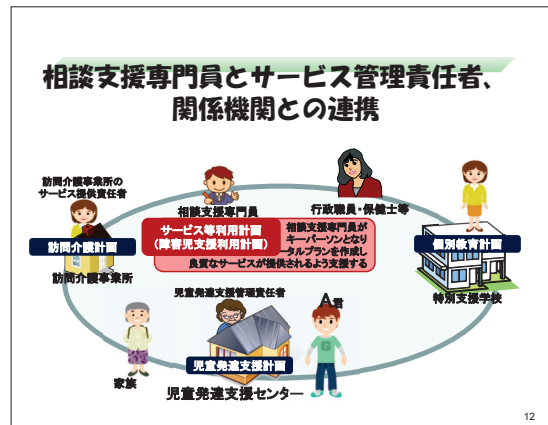 相談支援専門員とサービス管理責任者、
関係機関との連携
訪問介護事業所の
サービス提供責任者
相談支援専門員
行政職員・保健士等
訪問介護計画
サービス等利用計画
(障害児支援利用計画)
相談支援専門員が
キーパーソンとなり
ータルプランを作成し
良質なサービスが提供されるよう支援する
個別教育計画
訪問介護事業所
特別支援学校
児童発達支援管理責任者
A君
児童発達支援計画
家族
児童発達支援センター
12